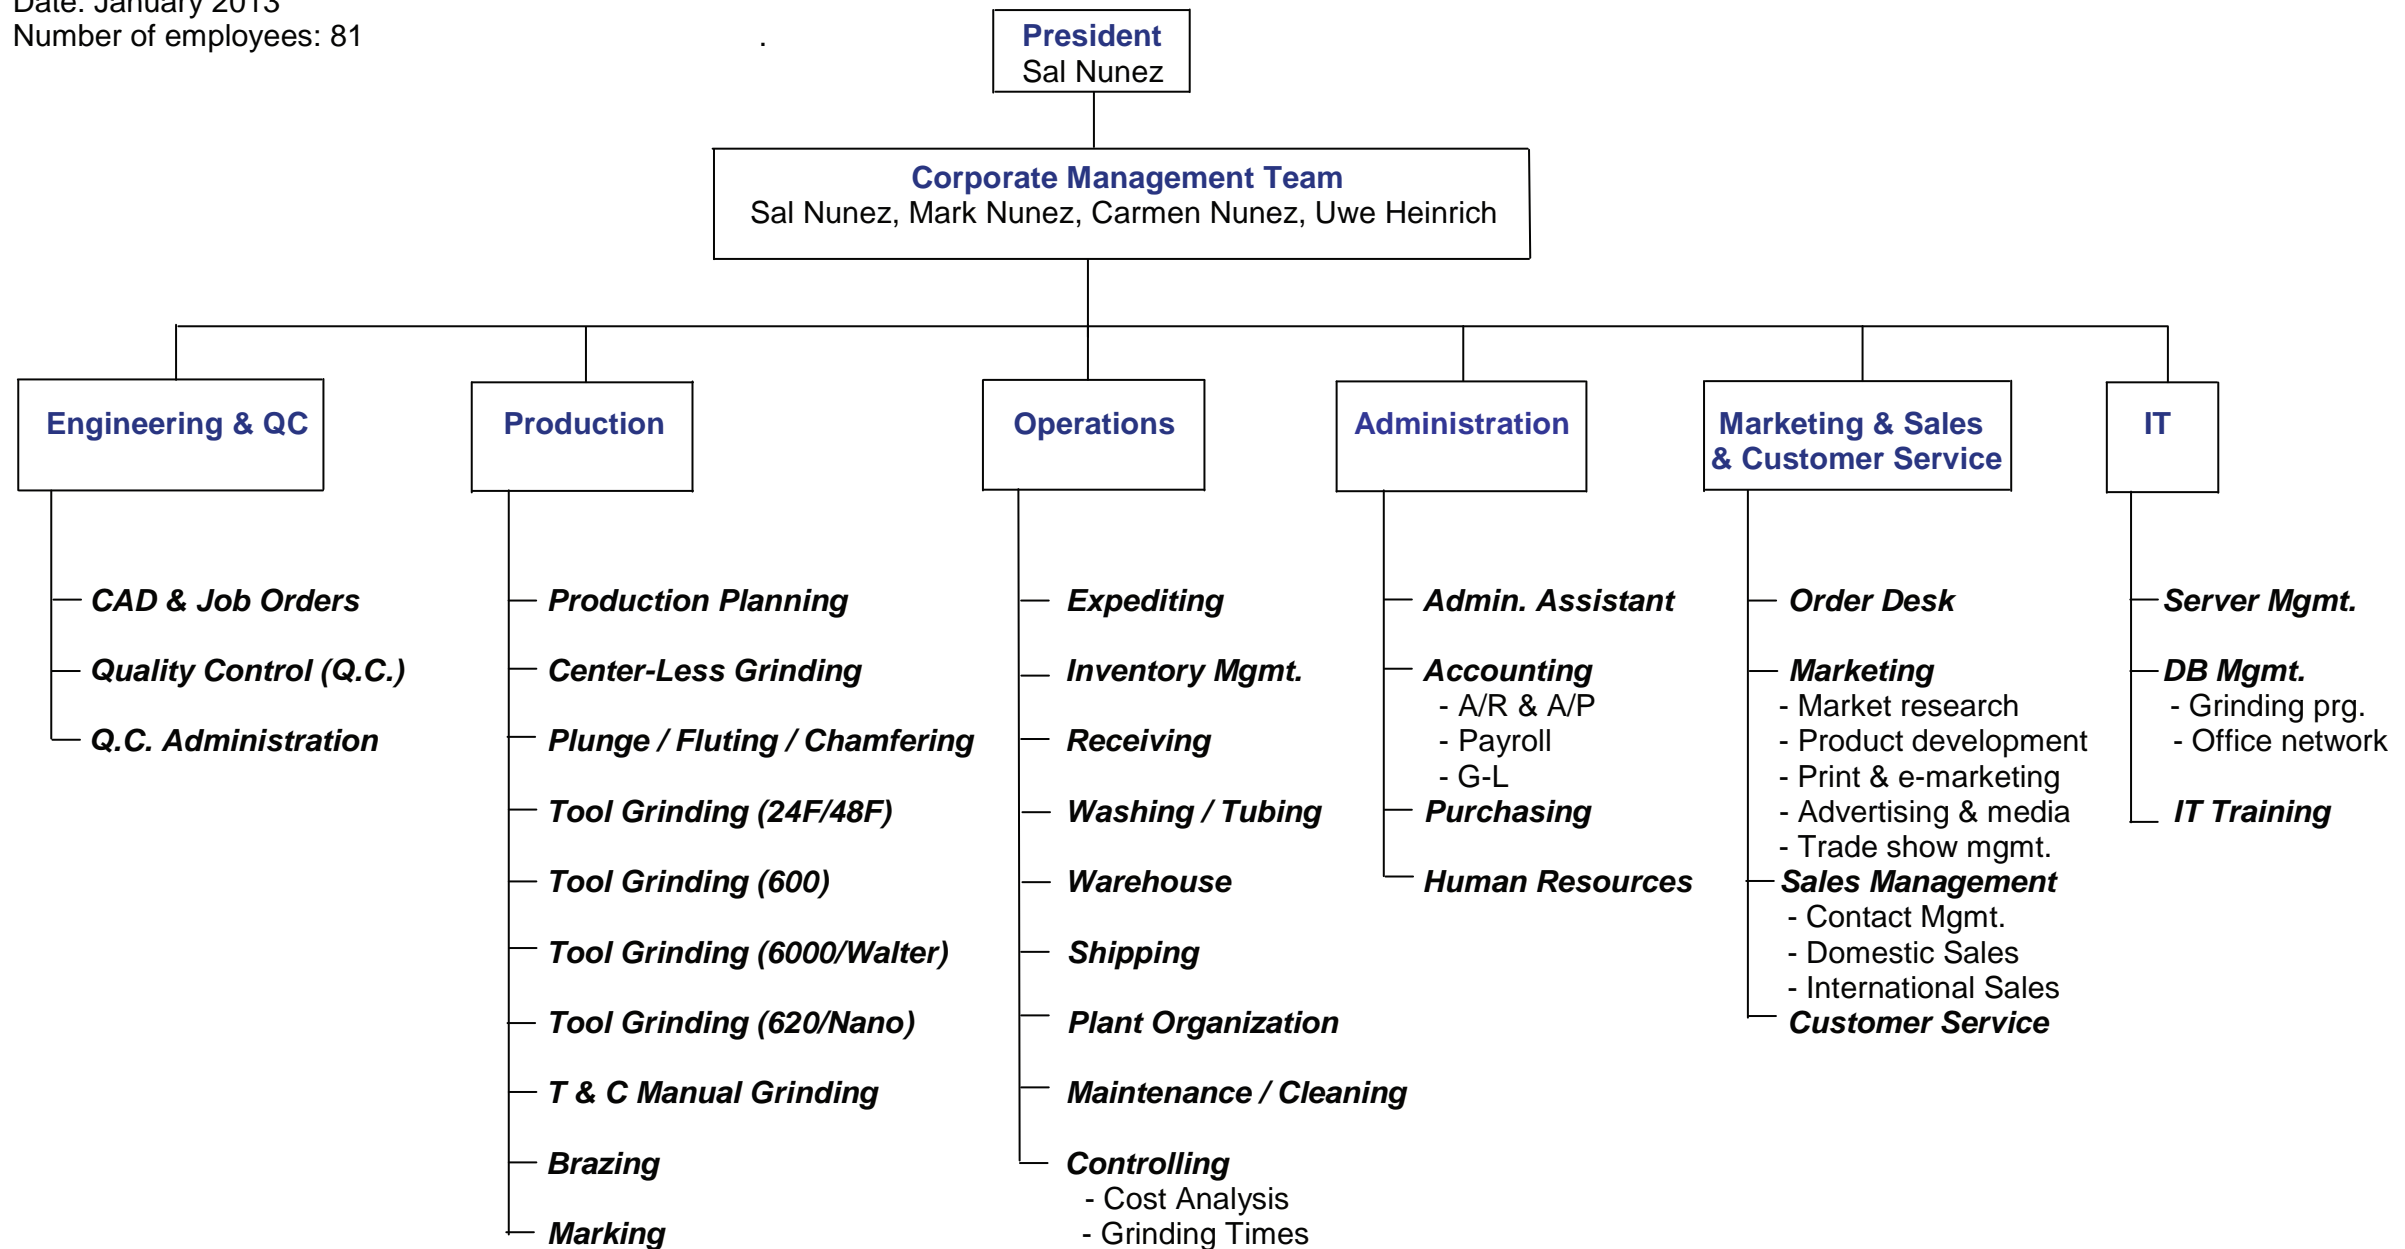 Date: January 2013
Number of employees: 81
.
President
Sal Nunez
Corporate Management Team
Sal Nunez, Mark Nunez, Carmen Nunez, Uwe Heinrich
Engineering & QC
CAD & Job Orders
Quality Control (Q.C.)
Q.C. Administration
Production
Production Planning
Center-Less Grinding
Plunge / Fluting / Chamfering
Tool Grinding (24F/48F)
Tool Grinding (600)
Tool Grinding (6000/Walter)
Tool Grinding (620/Nano)
T & C Manual Grinding
Brazing
Marking
Operations
Expediting
Inventory Mgmt.
Receiving
Washing / Tubing
Warehouse
Shipping
Plant Organization
Maintenance / Cleaning
Controlling
- Cost Analysis
- Grinding Times
Administration
Admin. Assistant
Accounting
- A/R & A/P
- Payroll
- G-L
Purchasing
Human Resources
Marketing & Sales
& Customer Service
Order Desk
Marketing
- Market research
- Product development
- Print & e-marketing
- Advertising & media
- Trade show mgmt.
Sales Management
- Contact Mgmt.
- Domestic Sales
- International Sales
Customer Service
IT
Server Mgmt.
DB Mgmt.
- Grinding prg.
- Office network
IT Training